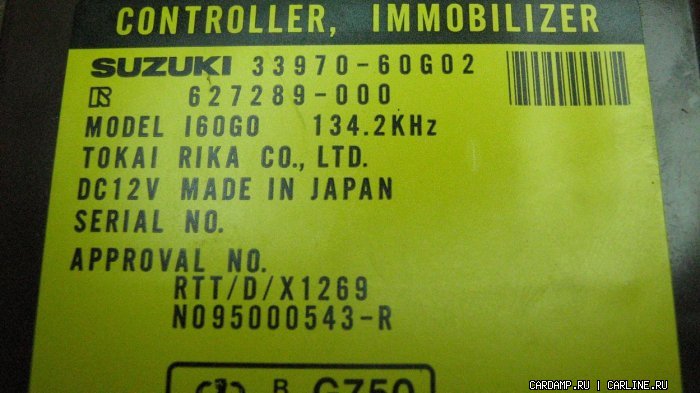 CONTROLLER, IMMOBILIZER
SUZUKI 33970-60G02
R 627289-000
MODEL I60G0 134.2KHz
TOKAI RIKA CO., LTD.
DC12V MADE IN JAPAN
SERIAL NO.
APPROVAL NO.
RTT/D/X1269
N095000543-R
B G750
CARDAMP.RU | CARLINE.RU